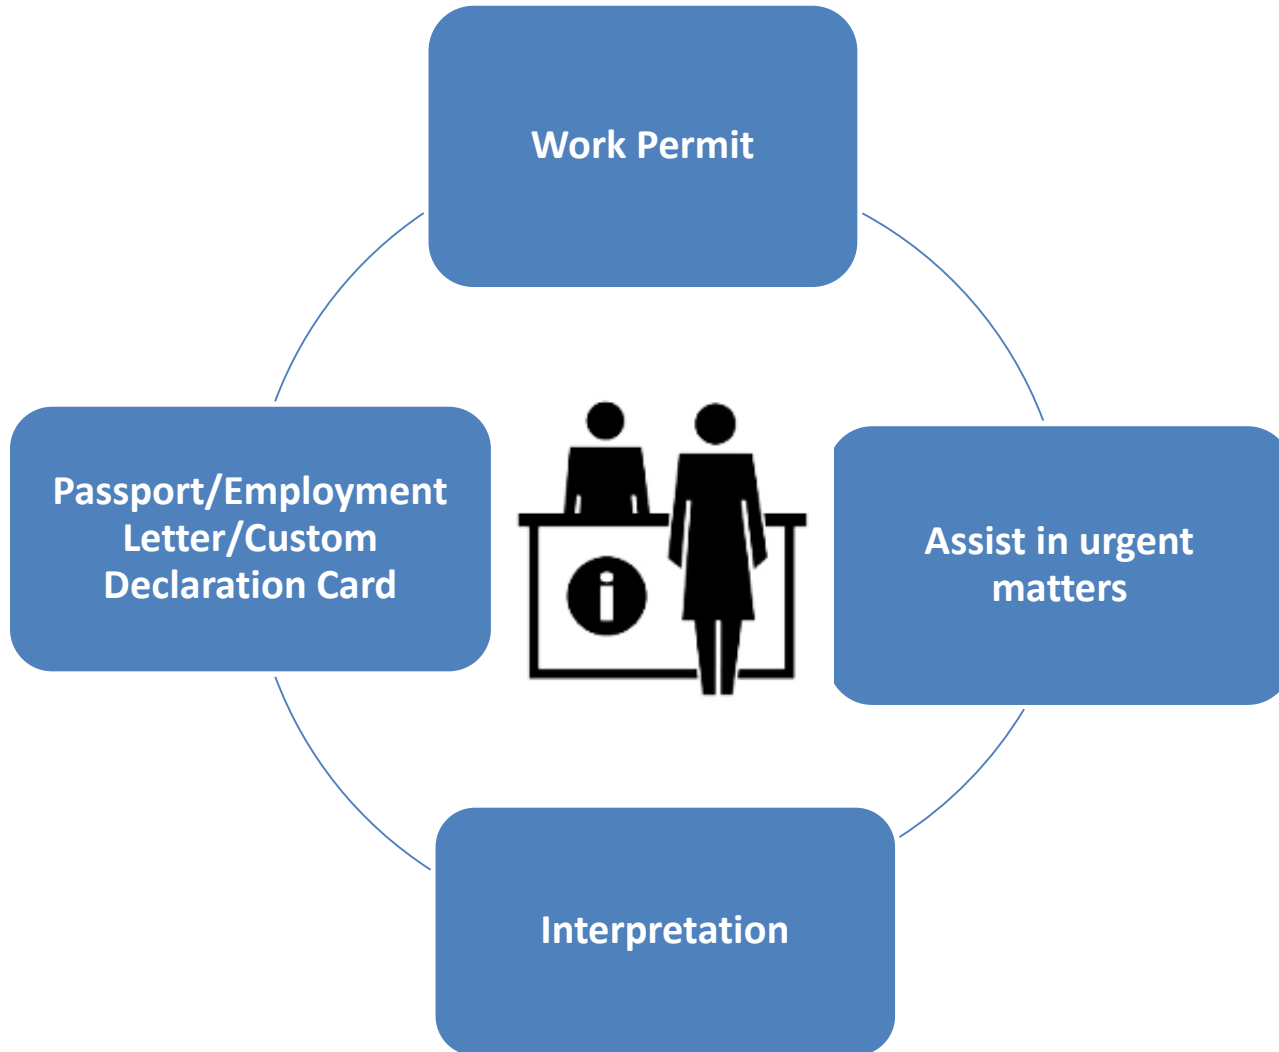 Work Permit
Passport/Employment
Letter/Custom
Declaration Card
i
Assist in urgent
matters
Interpretation